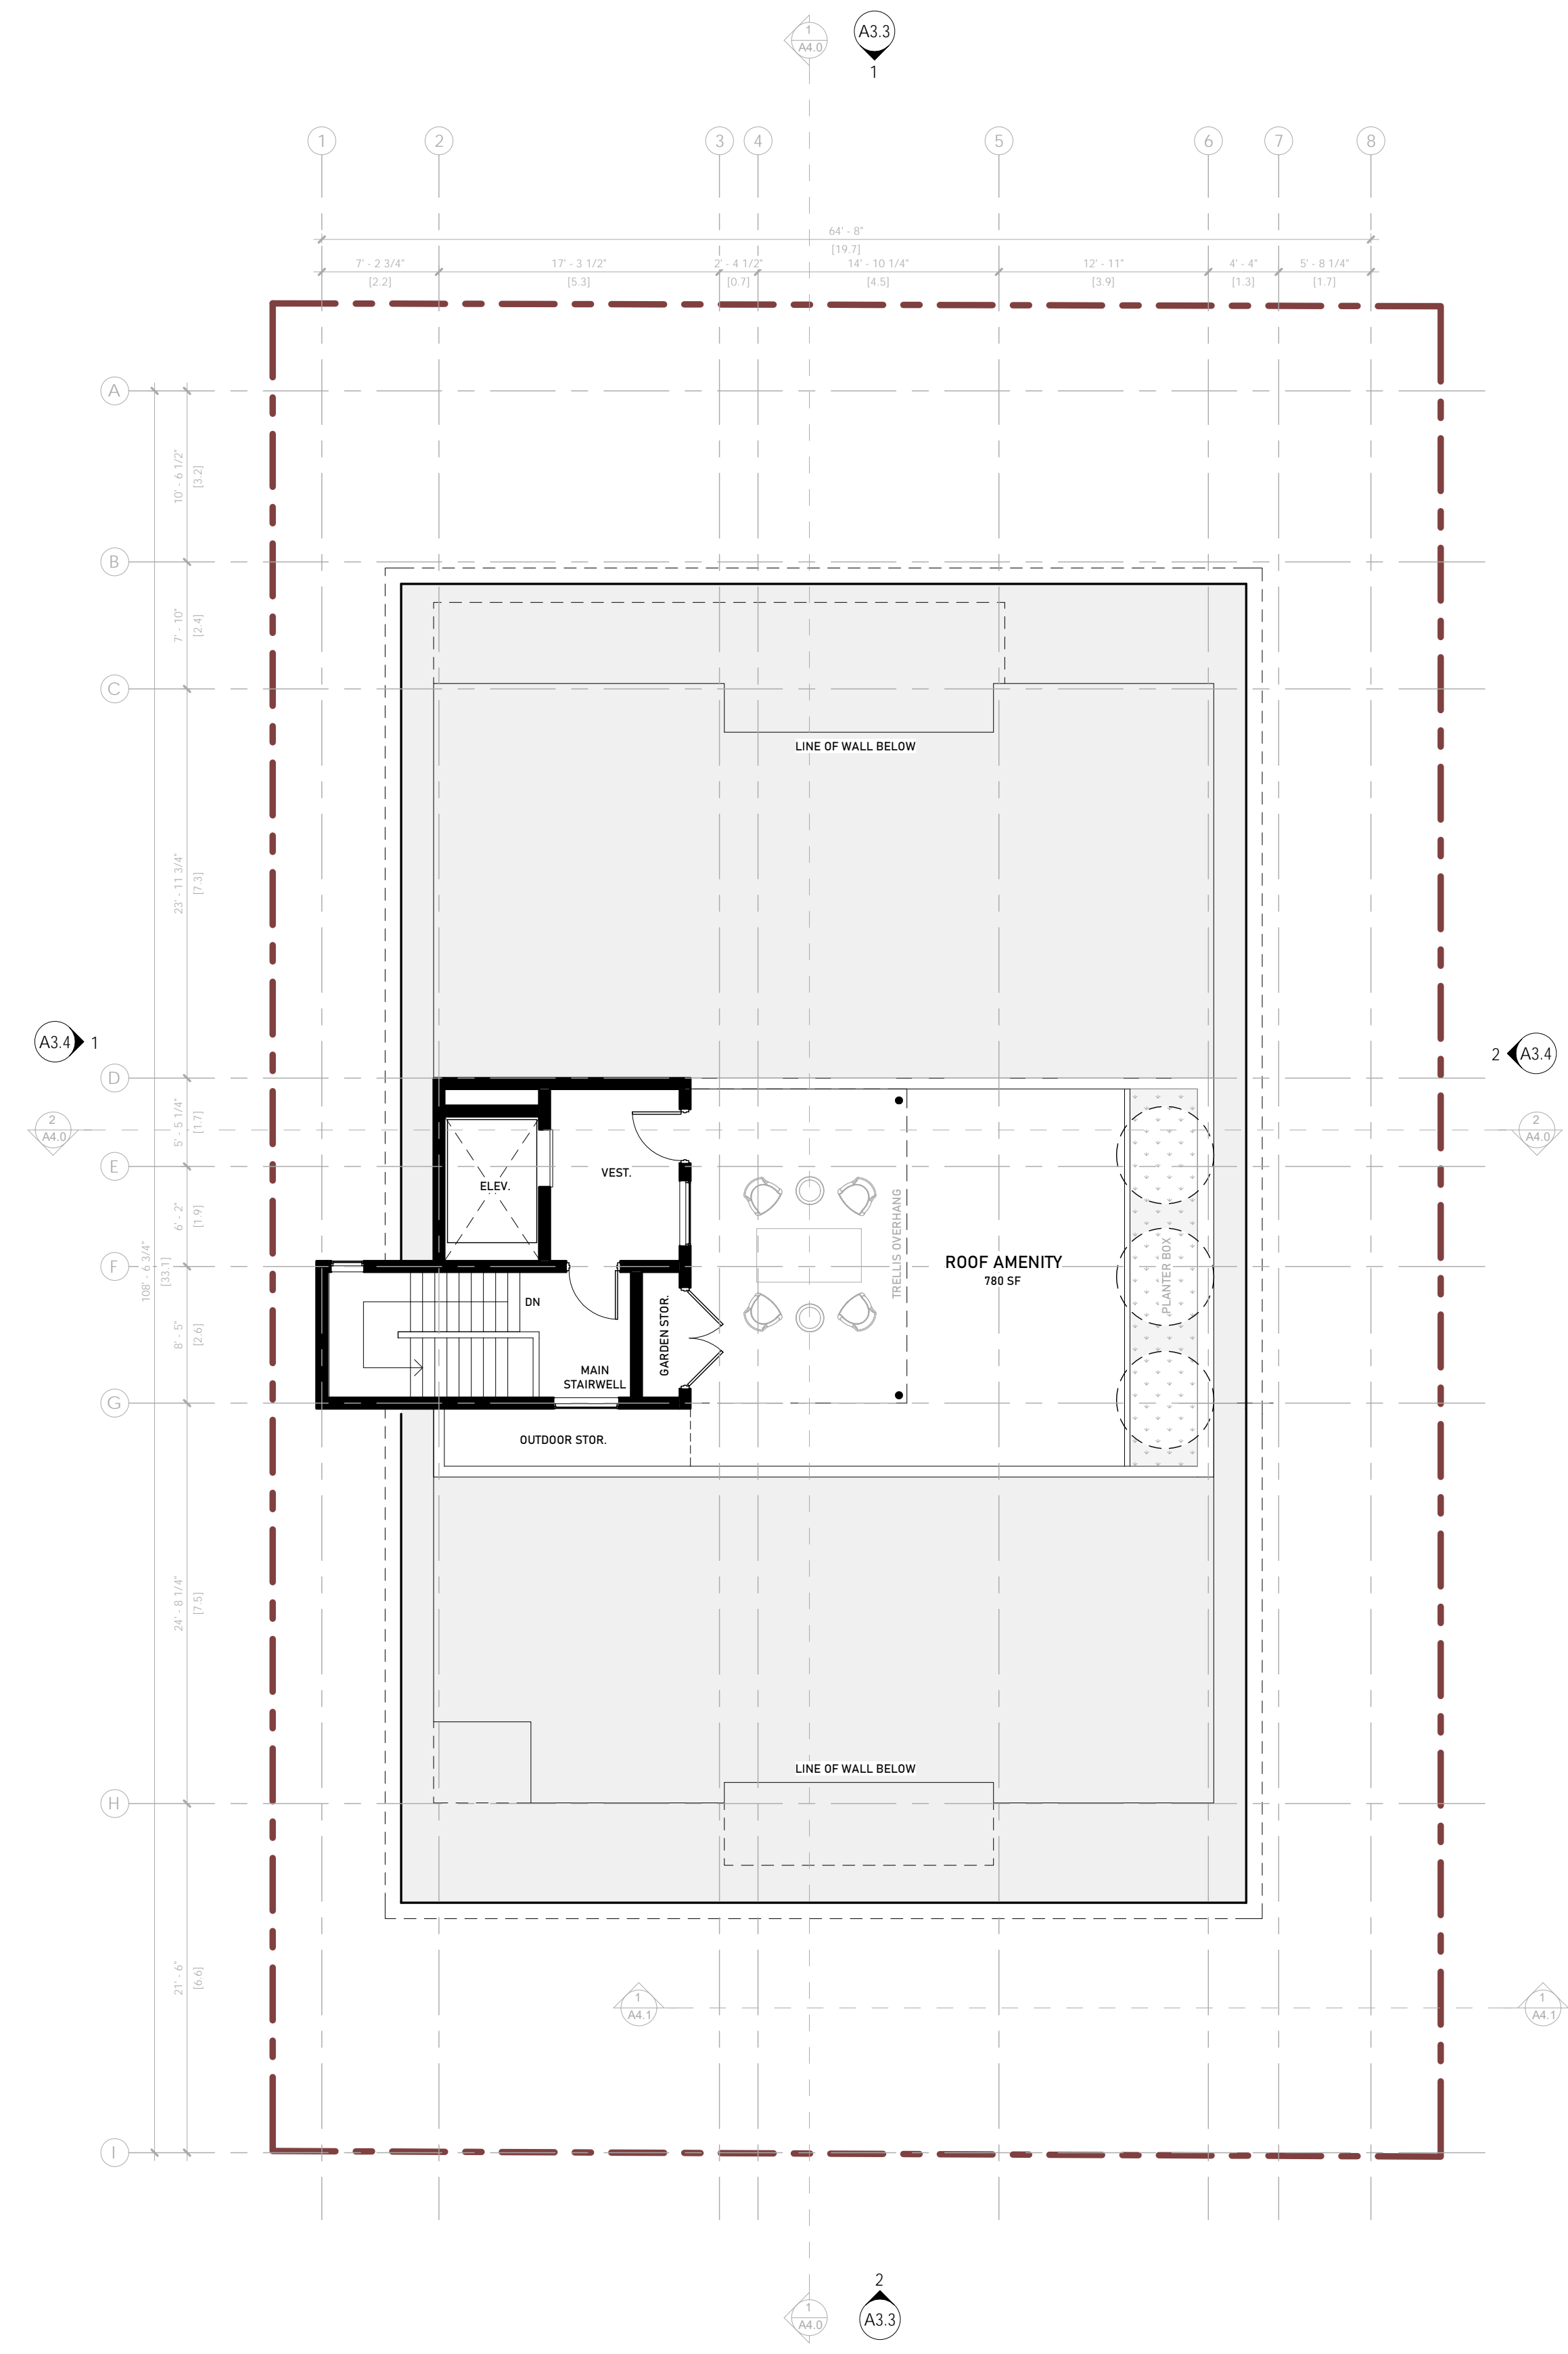 1
A4.0
A3.3
1
1
2
3
4
5
6
7
8
64' - 8"
[19.7]
7' - 2 3/4"
17' - 3 1/2"
2' - 4 1/2"
14' - 10 1/4"
12' - 11"
4' - 4"
5' - 8 1/4"
[2.2]
[5.3]
[0.7]
[4.5]
[3.9]
[1.3]
[1.7]
A
10' - 6 1/2"
[3.2]
B
7' - 10"
[2.4]
C
LINE OF WALL BELOW
23' - 11 3/4"
[7.3]
A3.4
1
2
A3.4
D
2
A4.0
5' - 5 1/4"
[1.7]
2
A4.0
E
VEST.
ELEV.
6' - 2"
[1.9]
TRELLIS OVERHANG
ROOF AMENITY
780 SF
PLANTER BOX
F
108' - 6 3/4"
[33.1]
DN
GARDEN STOR.
8' - 5"
[2.6]
MAIN
STAIRWELL
G
OUTDOOR STOR.
24' - 8 1/4"
[7.5]
LINE OF WALL BELOW
H
21' - 6"
[6.6]
1
A4.1
1
A4.1
I
1
A4.0
2
A3.3